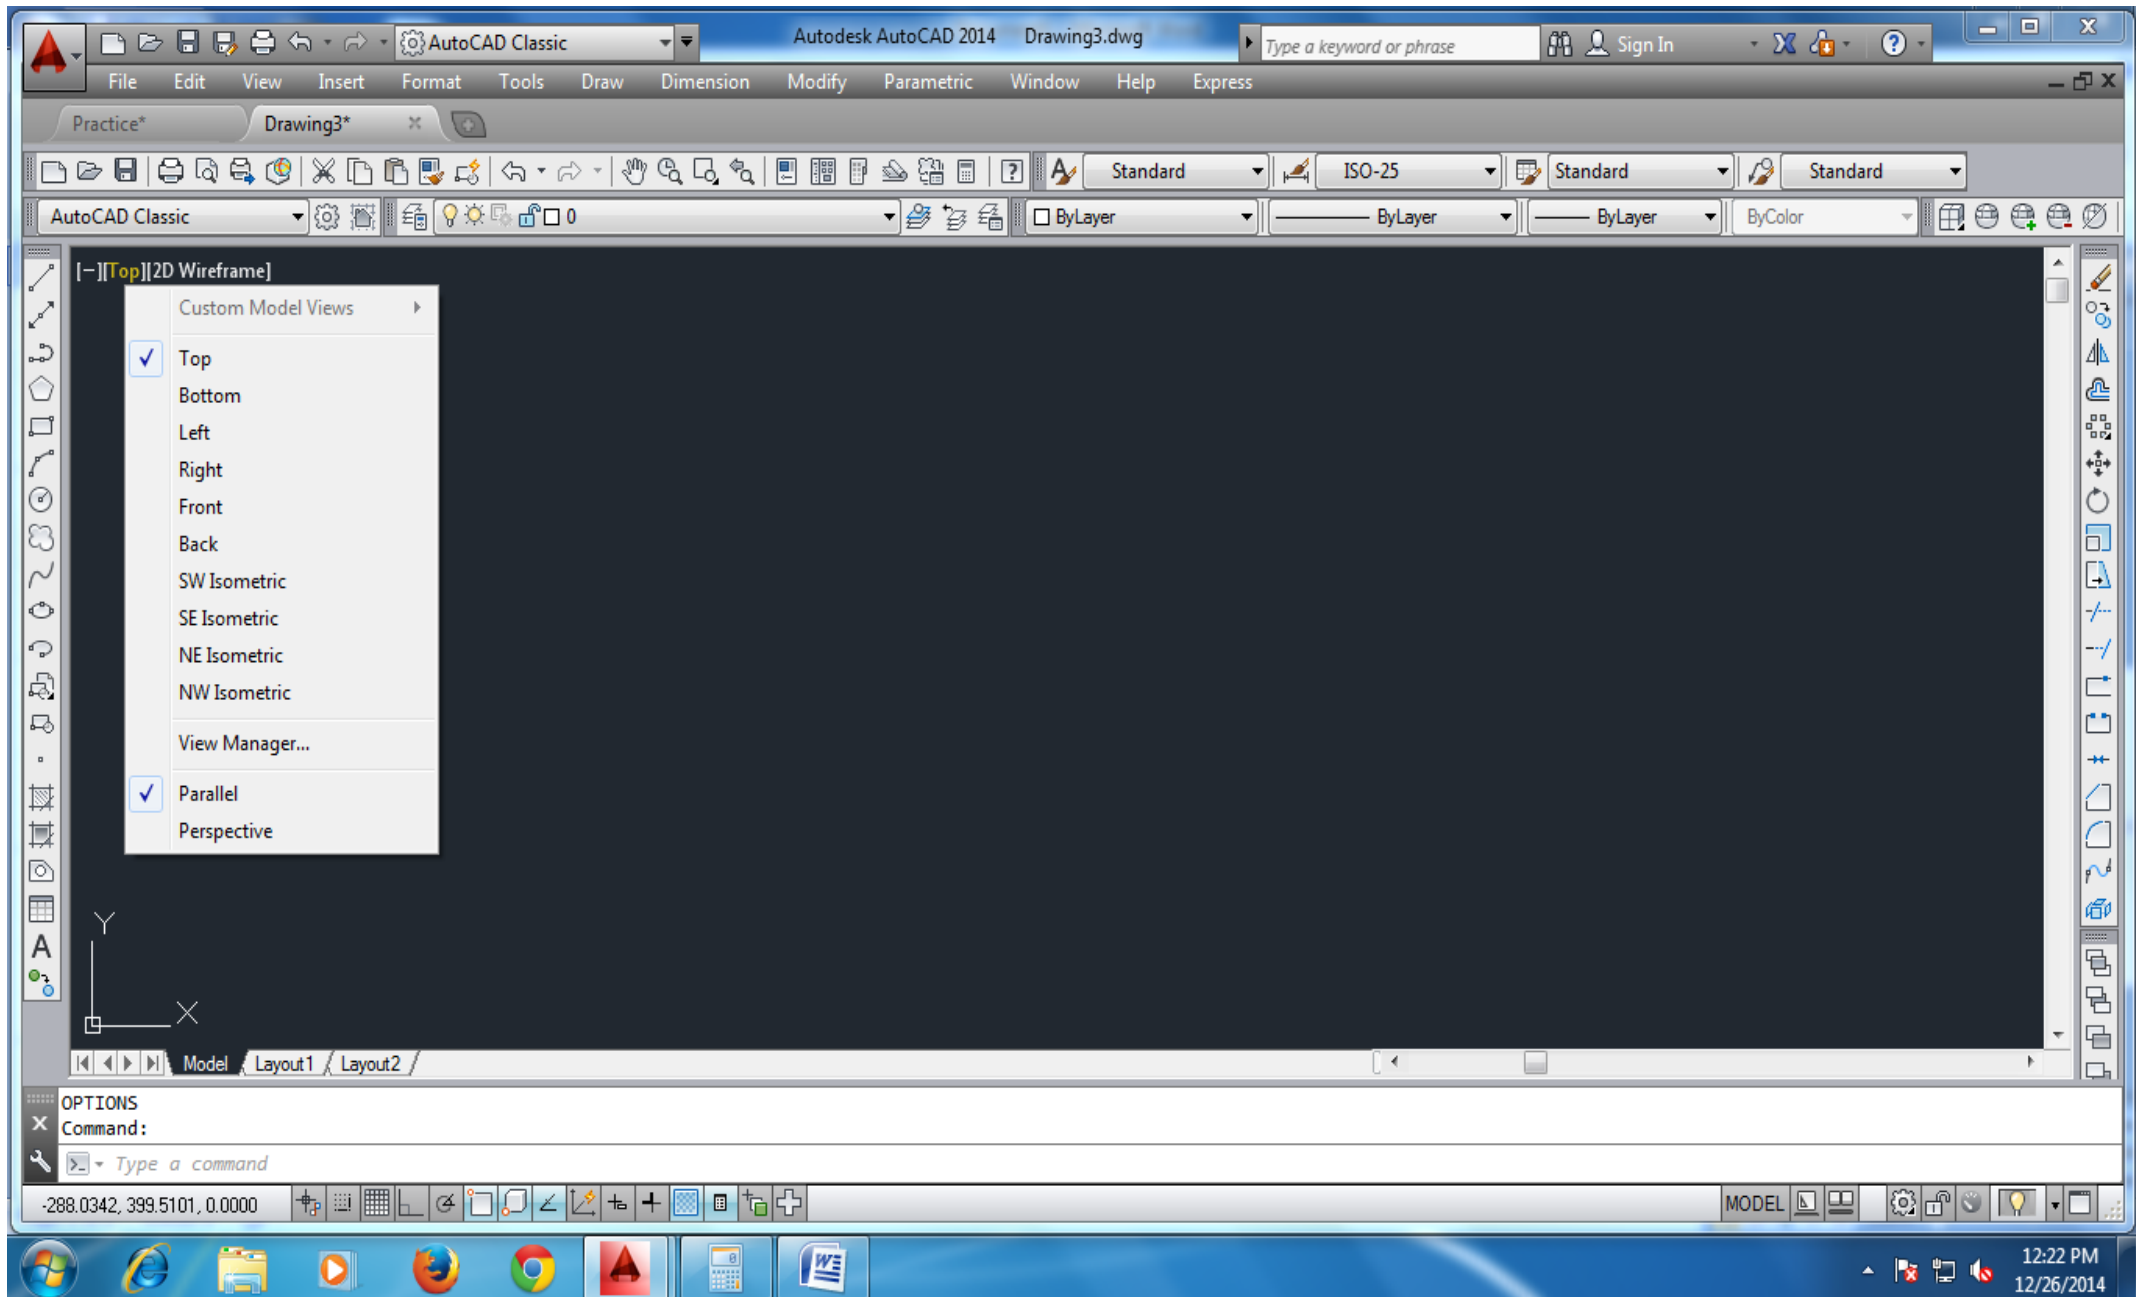 AutoCAD Classic
Autodesk AutoCAD 2014 Drawing3.dwg
Type a keyword or phrase
Sign In
File Edit View Insert Format Tools Draw Dimension Modify Parametric Window Help Express
Practice*
Drawing3*
Standard
ISO-25
Standard
Standard
AutoCAD Classic
0
ByLayer
ByLayer
ByLayer
ByColor
[−][Top][2D Wireframe]
Custom Model Views
Top
Bottom
Left
Right
Front
Back
SW Isometric
SE Isometric
NE Isometric
NW Isometric
View Manager...
Parallel
Perspective
Y
X
A
Model Layout1 Layout2
OPTIONS
Command:
Type a command
-288.0342, 399.5101, 0.0000
MODEL
12:22 PM
12/26/2014